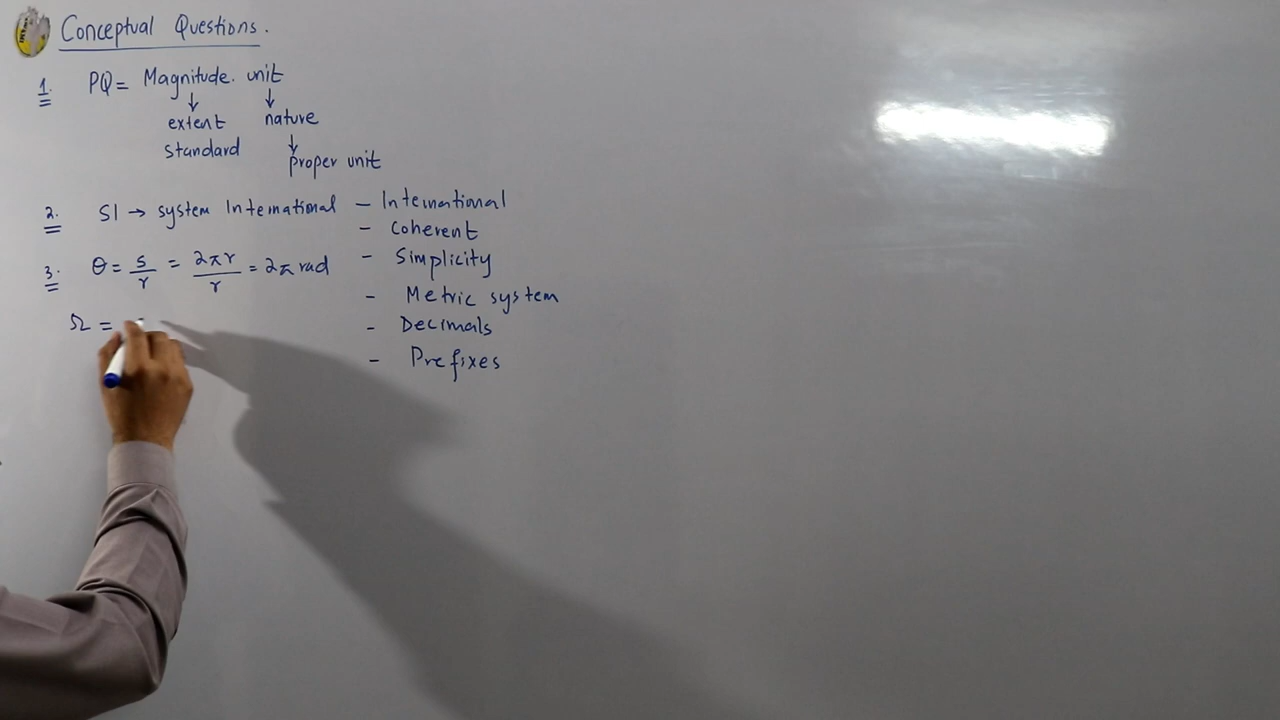 Conceptual Questions.
1. PQ = Magnitude. unit
↓ ↓
extent nature
standard ↓
proper unit
2. SI → system International – International
– Coherent
– Simplicity
– Metric system
– Decimals
– Prefixes
3. θ = s/r = 2πr/r = 2π rad
Ω =